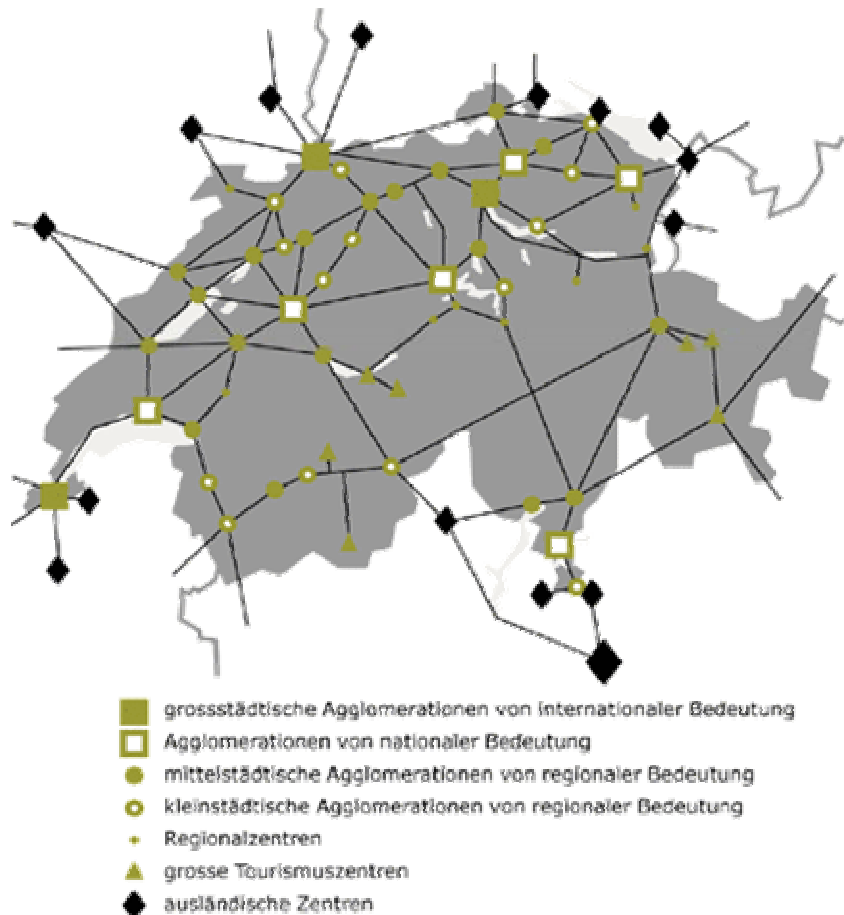 grossstädtische Agglomerationen von internationaler Bedeutung
Agglomerationen von nationaler Bedeutung
mittelstädtische Agglomerationen von regionaler Bedeutung
kleinstädtische Agglomerationen von regionaler Bedeutung
Regionalzentren
grosse Tourismuszentren
ausländische Zentren